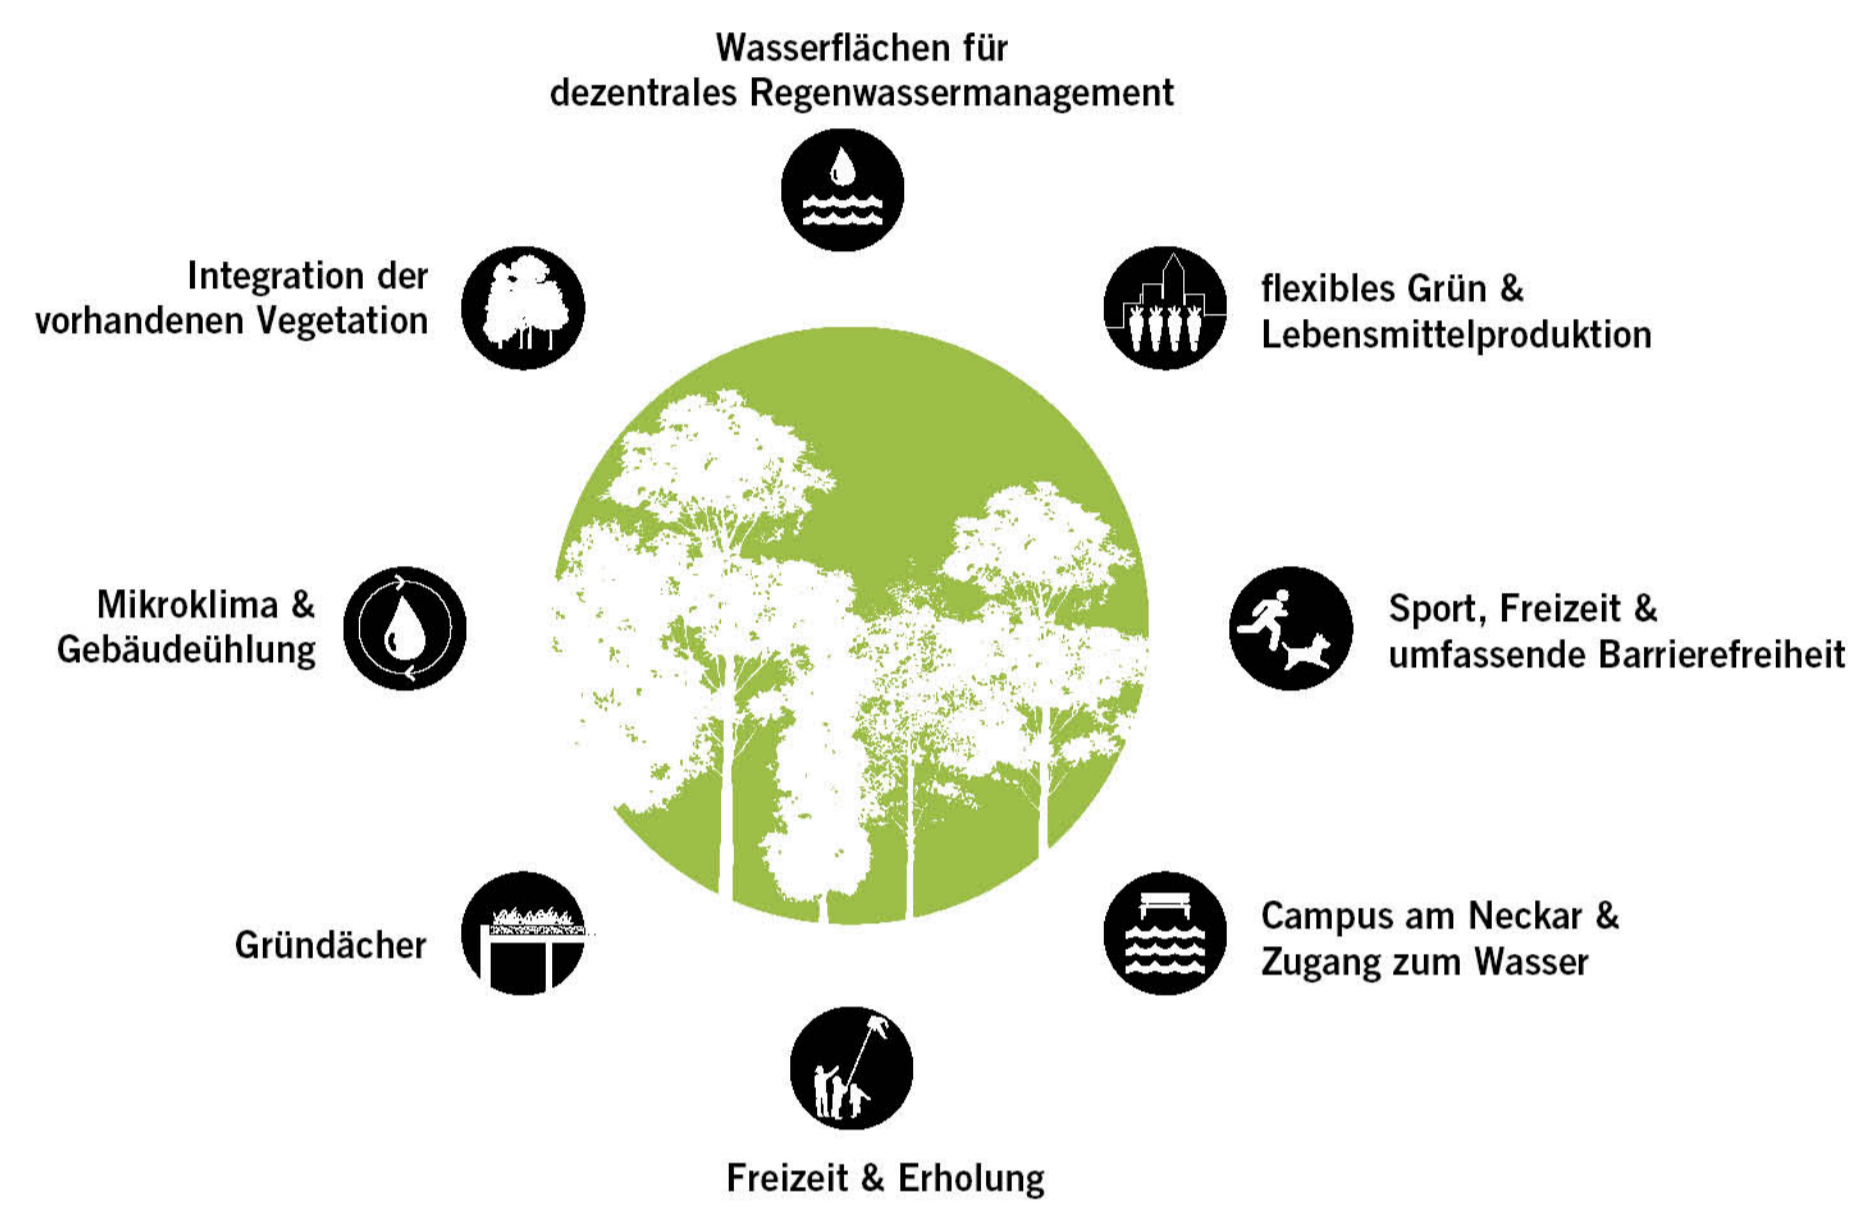 Wasserflächen für
dezentrales Regenwassermanagement
Integration der
vorhandenen Vegetation
flexibles Grün &
Lebensmittelproduktion
Mikroklima &
Gebäudeühlung
Sport, Freizeit &
umfassende Barrierefreiheit
Gründächer
Campus am Neckar &
Zugang zum Wasser
Freizeit & Erholung